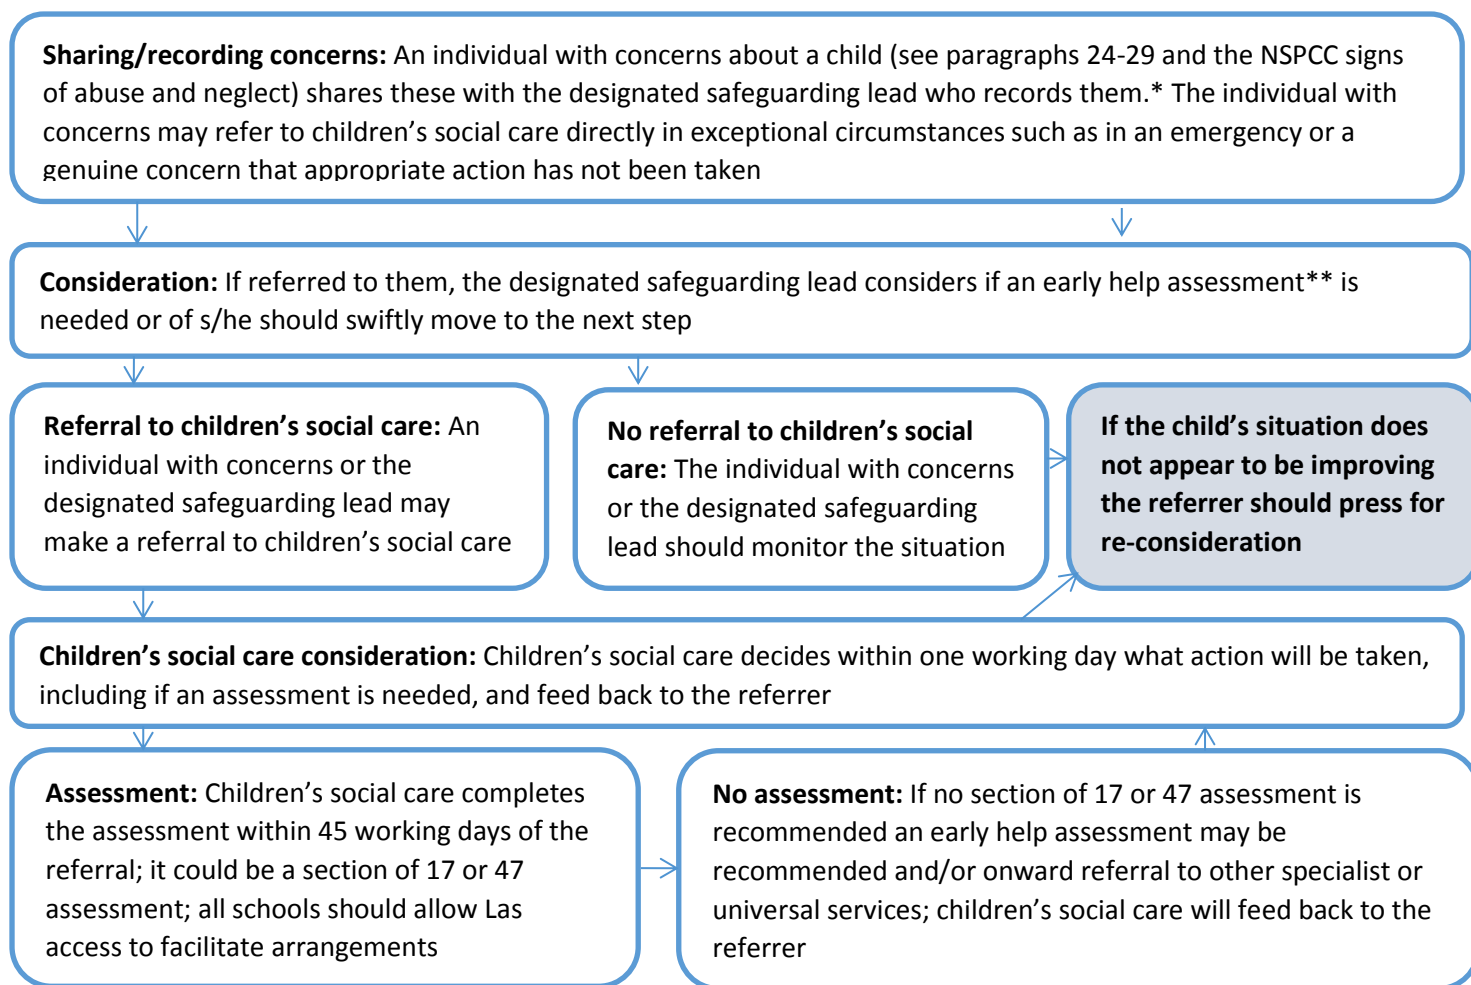 Sharing/recording concerns: An individual with concerns about a child (see paragraphs 24-29 and the NSPCC signs
of abuse and neglect) shares these with the designated safeguarding lead who records them.* The individual with
concerns may refer to children’s social care directly in exceptional circumstances such as in an emergency or a
genuine concern that appropriate action has not been taken
Consideration: If referred to them, the designated safeguarding lead considers if an early help assessment** is
needed or of s/he should swiftly move to the next step
Referral to children’s social care: An
individual with concerns or the
designated safeguarding lead may
make a referral to children’s social care
No referral to children’s social
care: The individual with concerns
or the designated safeguarding
lead should monitor the situation
If the child’s situation does
not appear to be improving
the referrer should press for
re-consideration
Children’s social care consideration: Children’s social care decides within one working day what action will be taken,
including if an assessment is needed, and feed back to the referrer
Assessment: Children’s social care completes
the assessment within 45 working days of the
referral; it could be a section of 17 or 47
assessment; all schools should allow Las
access to facilitate arrangements
No assessment: If no section of 17 or 47 assessment is
recommended an early help assessment may be
recommended and/or onward referral to other specialist or
universal services; children’s social care will feed back to the
referrer